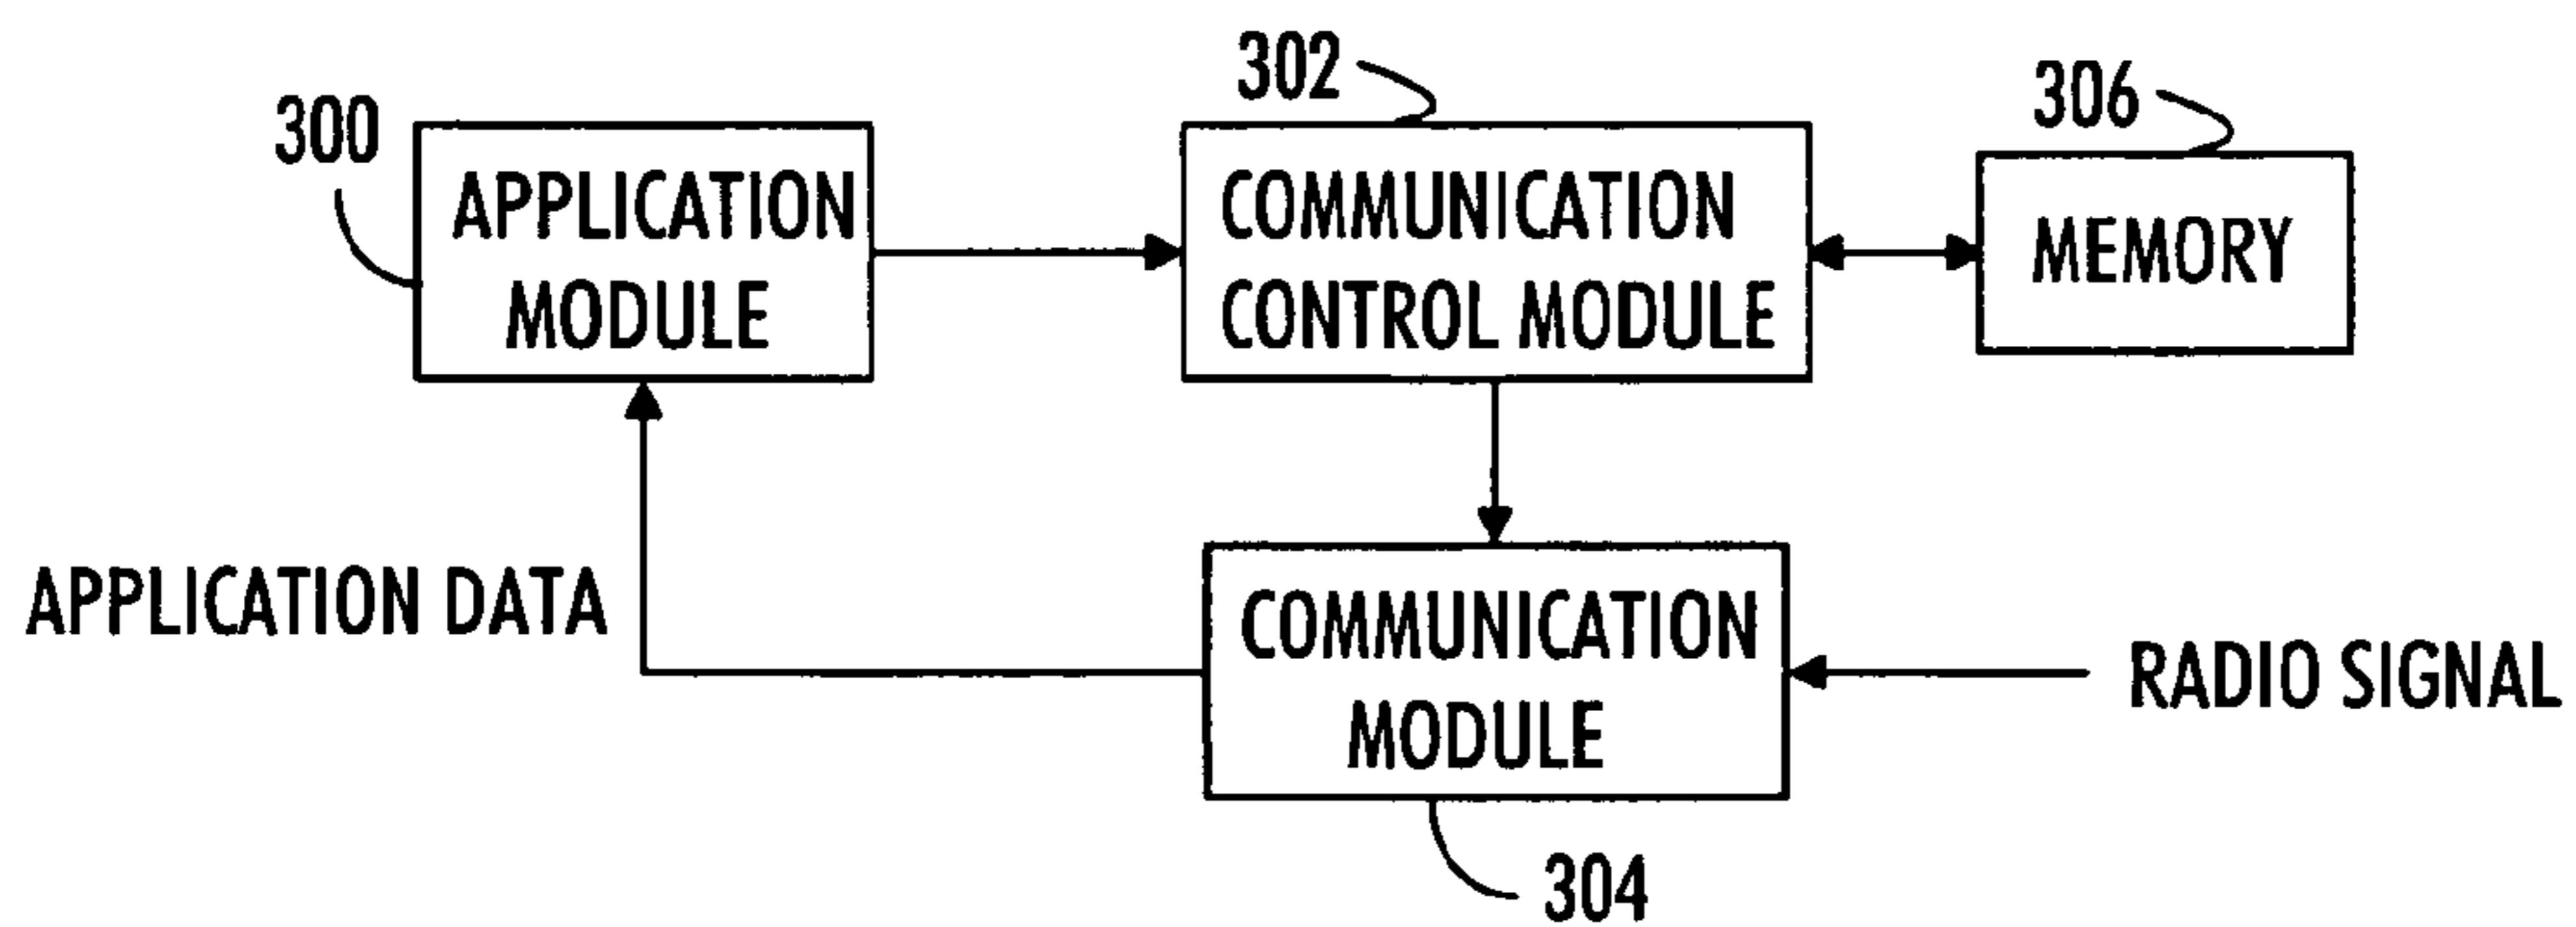 300
APPLICATION
MODULE
302
COMMUNICATION
CONTROL MODULE
306
MEMORY
APPLICATION DATA
COMMUNICATION
MODULE
RADIO SIGNAL
304